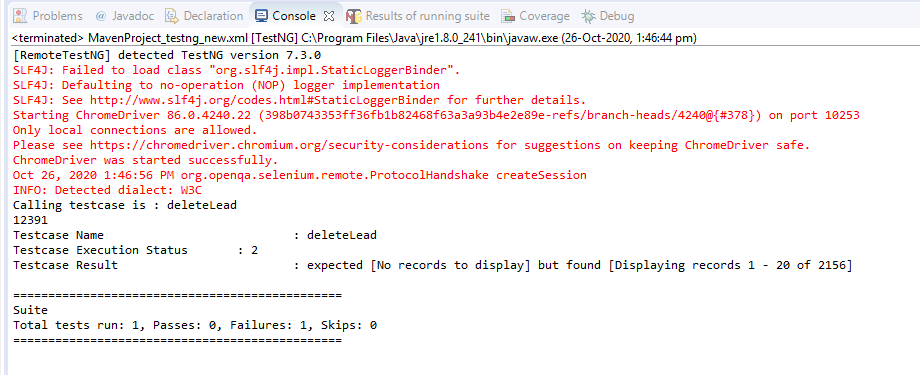 Problems @ Javadoc Declaration Console Results of running suite Coverage Debug
<terminated> MavenProject_testng_new.xml [TestNG] C:\Program Files\Java\jre1.8.0_241\bin\javaw.exe (26-Oct-2020, 1:46:44 pm)
[RemoteTestNG] detected TestNG version 7.3.0
SLF4J: Failed to load class "org.slf4j.impl.StaticLoggerBinder".
SLF4J: Defaulting to no-operation (NOP) logger implementation
SLF4J: See http://www.slf4j.org/codes.html#StaticLoggerBinder for further details.
Starting ChromeDriver 86.0.4240.22 (398b0743353ff36fb1b82468f63a3a93b4e2e89e-refs/branch-heads/4240@{#378}) on port 10253
Only local connections are allowed.
Please see https://chromedriver.chromium.org/security-considerations for suggestions on keeping ChromeDriver safe.
ChromeDriver was started successfully.
Oct 26, 2020 1:46:56 PM org.openqa.selenium.remote.ProtocolHandshake createSession
INFO: Detected dialect: W3C
Calling testcase is : deleteLead
12391
Testcase Name : deleteLead
Testcase Execution Status : 2
Testcase Result : expected [No records to display] but found [Displaying records 1 - 20 of 2156]
===============================================
Suite
Total tests run: 1, Passes: 0, Failures: 1, Skips: 0
===============================================